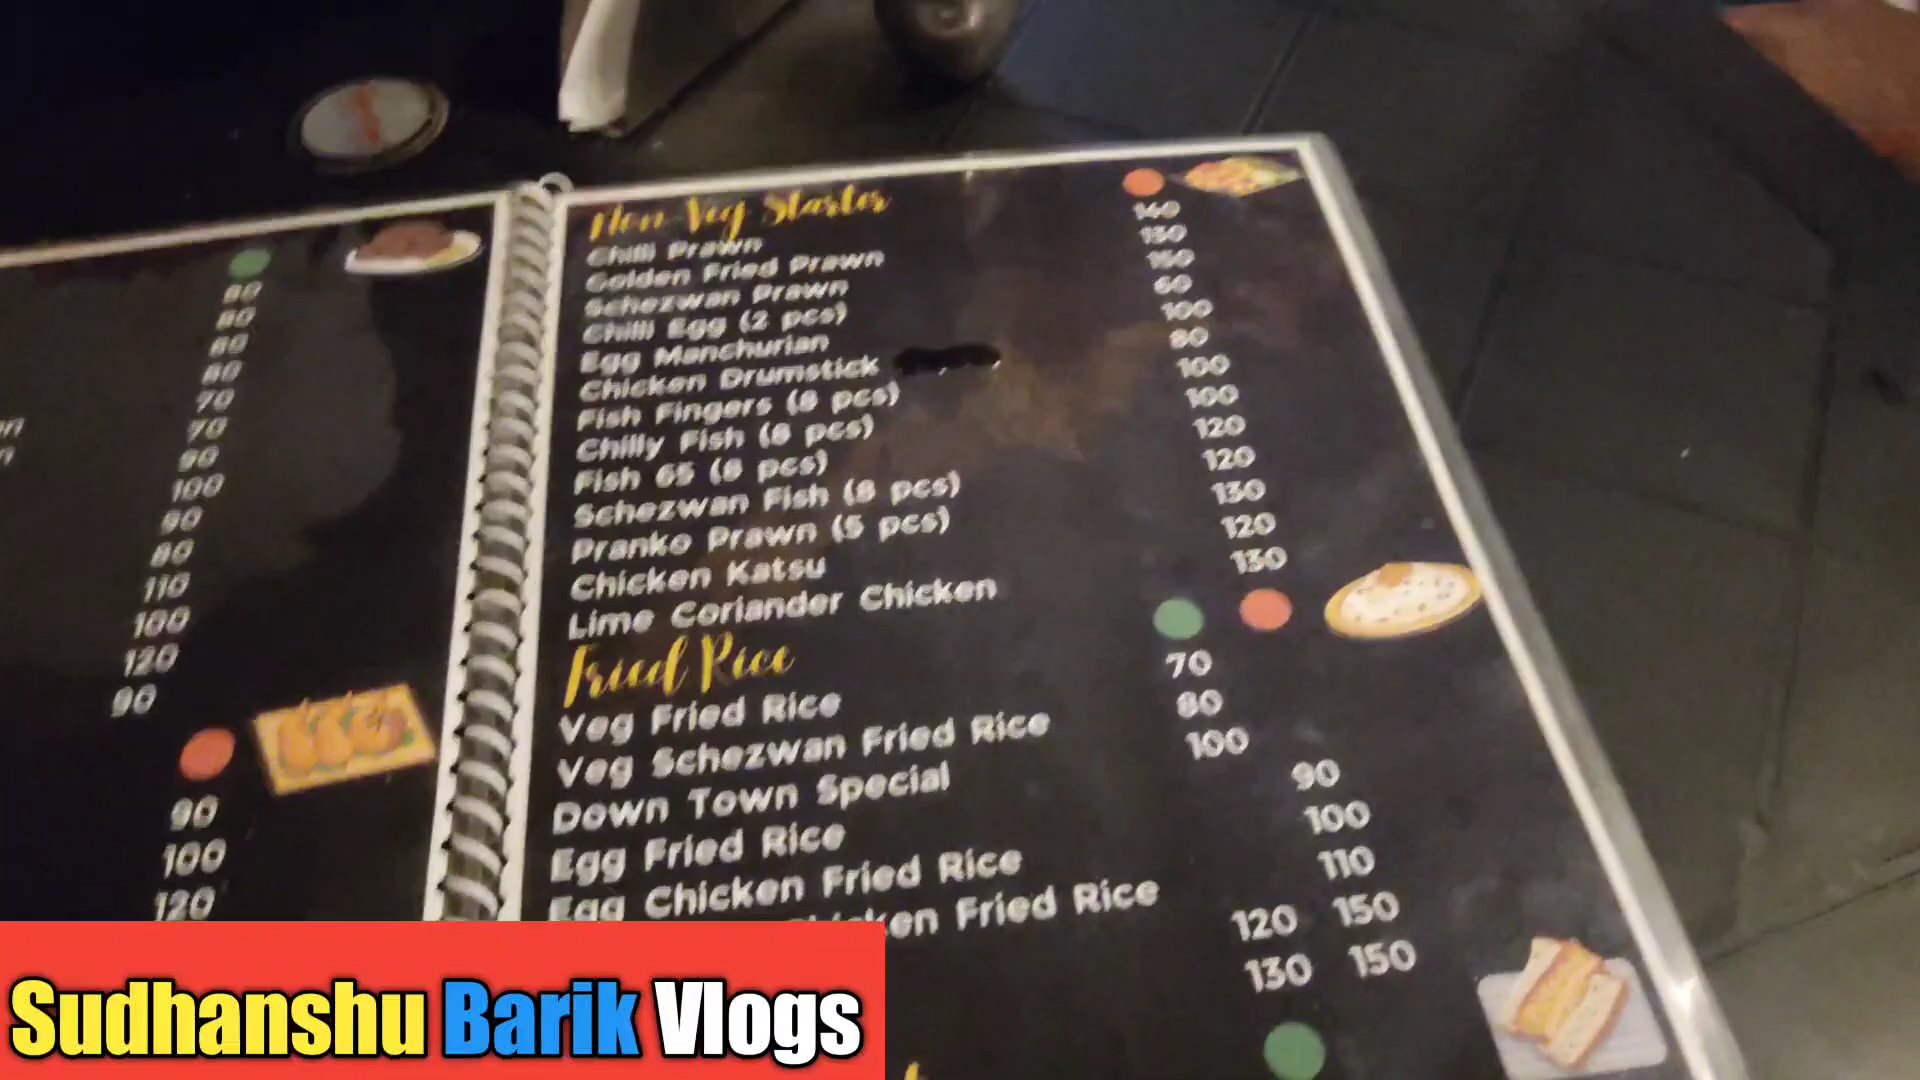 80
80
80
80
70
70
90
100
90
80
110
100
120
90
90
100
120
Non-Veg Starter
Chilli Prawn 140
Golden Fried Prawn 130
Schezwan Prawn 150
Chilli Egg (2 pcs) 60
Egg Manchurian 100
Chicken Drumstick 80
Fish Fingers (8 pcs) 100
Chilly Fish (8 pcs) 100
Fish 65 (8 pcs) 120
Schezwan Fish (8 pcs) 120
Pranko Prawn (5 pcs) 130
Chicken Katsu 120
Lime Coriander Chicken 130
Fried Rice
Veg Fried Rice 70
Veg Schezwan Fried Rice 80
Down Town Special 100
Egg Fried Rice 90
Egg Chicken Fried Rice 100
Fried Rice 110
120 150
130 150
Sudhanshu Barik Vlogs